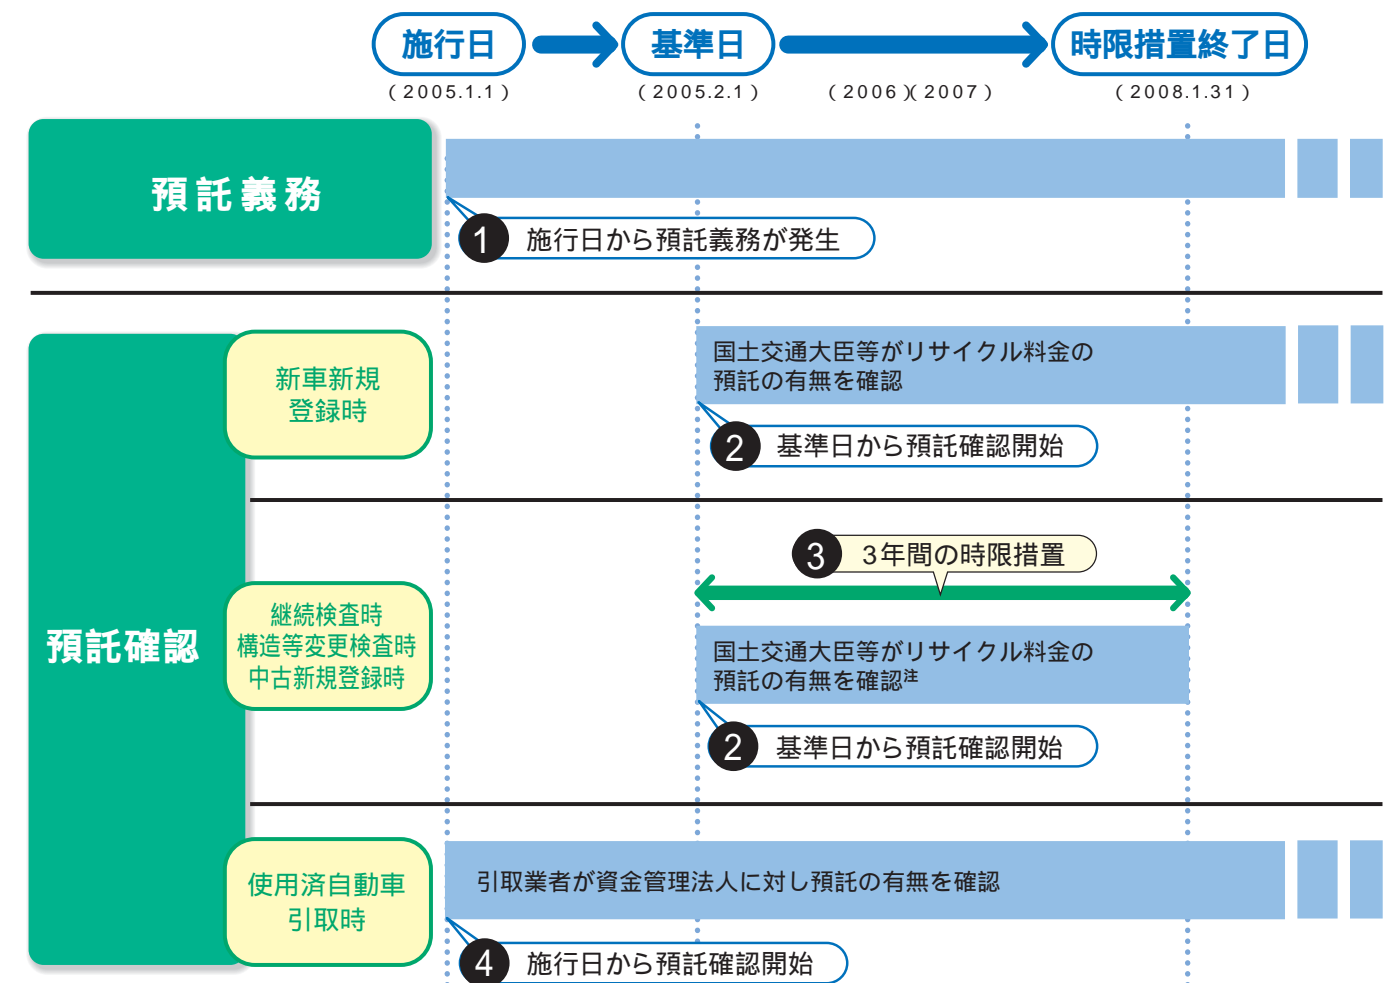 施行日 基準日 時限措置終了日
(2005.1.1) (2005.2.1) (2006)(2007) (2008.1.31)
預託義務
1 施行日から預託義務が発生
預託確認
新車新規
登録時
国土交通大臣等がリサイクル料金の
預託の有無を確認
2 基準日から預託確認開始
3 3年間の時限措置
継続検査時
構造等変更検査時
中古新規登録時
国土交通大臣等がリサイクル料金の
預託の有無を確認注
2 基準日から預託確認開始
使用済自動車
引取時
引取業者が資金管理法人に対し預託の有無を確認
4 施行日から預託確認開始